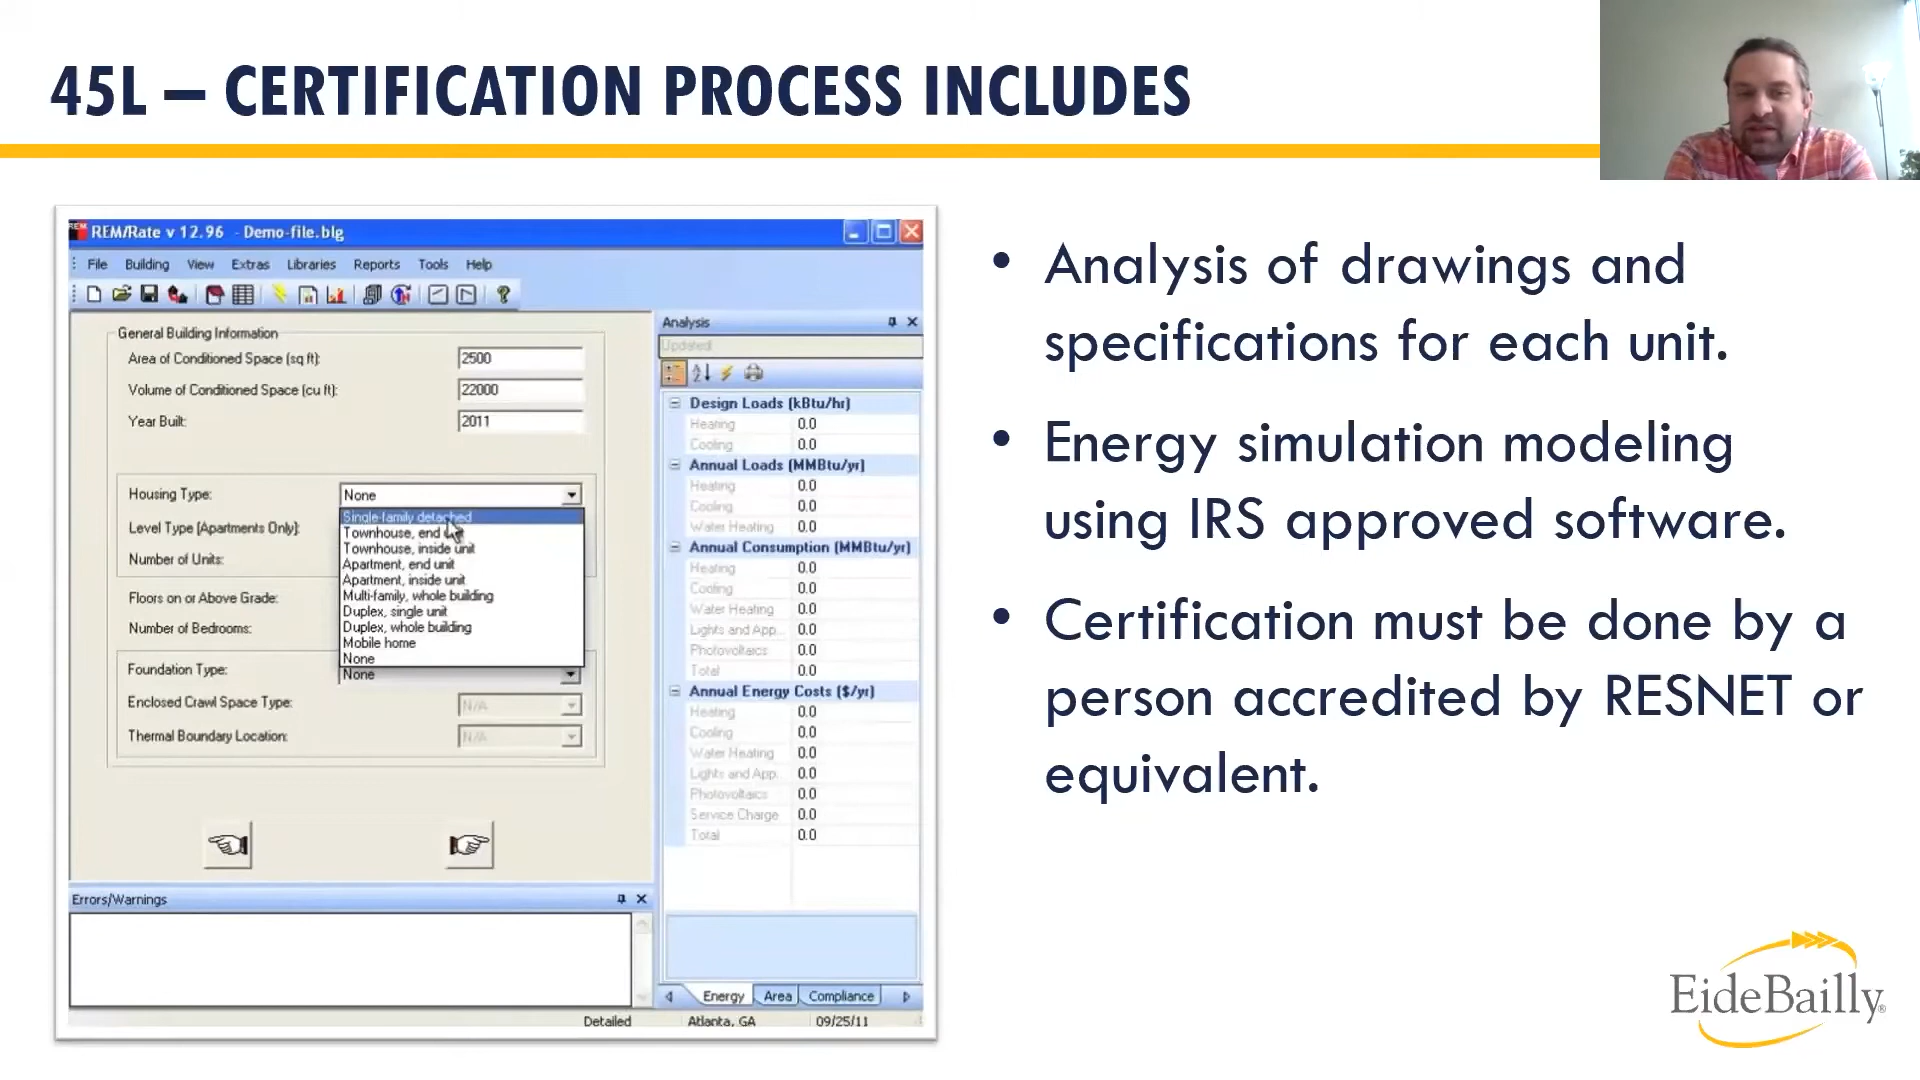 45L – CERTIFICATION PROCESS INCLUDES
REM/Rate v 12.96 - Demo-file.blg
File Building View Extras Libraries Reports Tools Help
General Building Information
Area of Conditioned Space (sq ft): 2500
Volume of Conditioned Space (cu ft): 22000
Year Built: 2011
Housing Type: None
Single-family detached
Level Type (Apartments Only):
Townhouse, end
Townhouse, inside unit
Number of Units:
Apartment, end unit
Apartment, inside unit
Floors on or Above Grade:
Multi-family, whole building
Duplex, single unit
Number of Bedrooms:
Duplex, whole building
Mobile home
None
Foundation Type: None
Enclosed Crawl Space Type: N/A
Thermal Boundary Location: N/A
Errors/Warnings
Analysis
Updated
Design Loads (kBtu/hr)
Heating 0.0
Cooling 0.0
Annual Loads (MMBtu/yr)
Heating 0.0
Cooling 0.0
Water Heating 0.0
Annual Consumption (MMBtu/yr)
Heating 0.0
Cooling 0.0
Water Heating 0.0
Lights and App... 0.0
Photovoltaics 0.0
Total 0.0
Annual Energy Costs ($/yr)
Heating 0.0
Cooling 0.0
Water Heating 0.0
Lights and App... 0.0
Photovoltaics 0.0
Service Charge 0.0
Total 0.0
Energy Area Compliance
Detailed Atlanta, GA 09/25/11
• Analysis of drawings and
specifications for each unit.
• Energy simulation modeling
using IRS approved software.
• Certification must be done by a
person accredited by RESNET or
equivalent.
EideBailly®